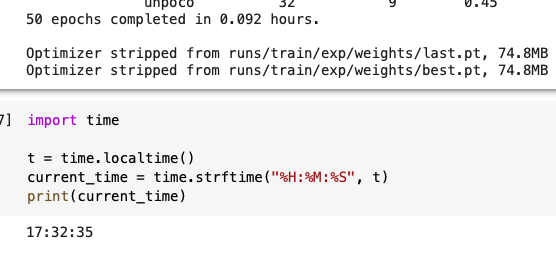 unpoco 32 9 0.45
50 epochs completed in 0.092 hours.
Optimizer stripped from runs/train/exp/weights/last.pt, 74.8MB
Optimizer stripped from runs/train/exp/weights/best.pt, 74.8MB
7] import time
t = time.localtime()
current_time = time.strftime("%H:%M:%S", t)
print(current_time)
17:32:35